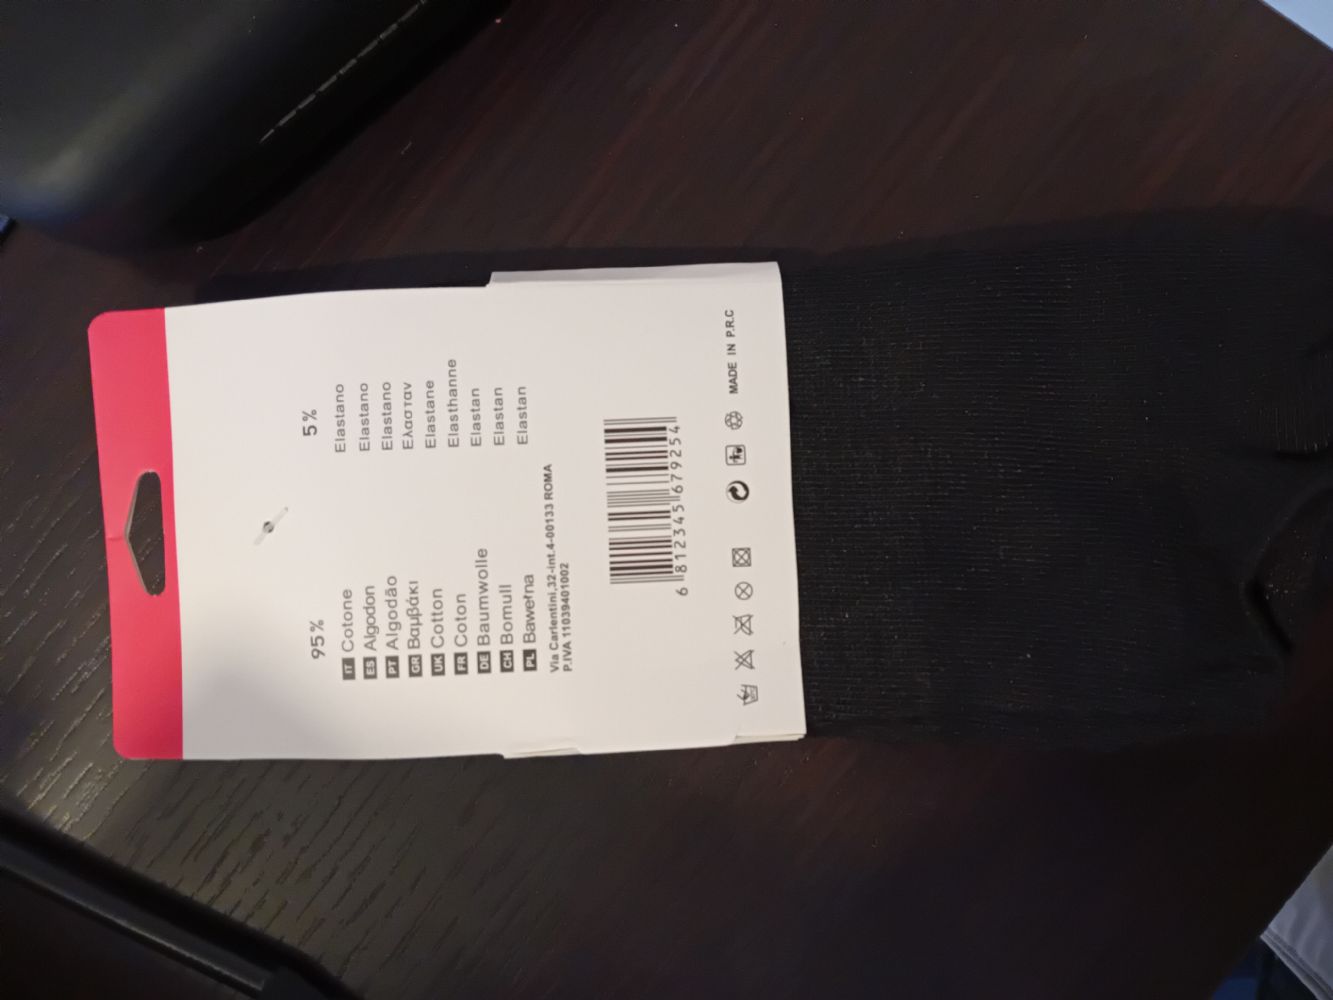 95% 5%
IT Cotone Elastano
ES Algodon Elastano
PT Algodão Elastano
GR Βαμβάκι Ελασταν
UK Cotton Elastane
FR Coton Elasthanne
DE Baumwolle Elastan
CH Bomull Elastan
PL Bawełna Elastan
Via Carlentini,32-int.4-00133 ROMA
P.IVA 11039401002
6 812345 679254
MADE IN P.R.C